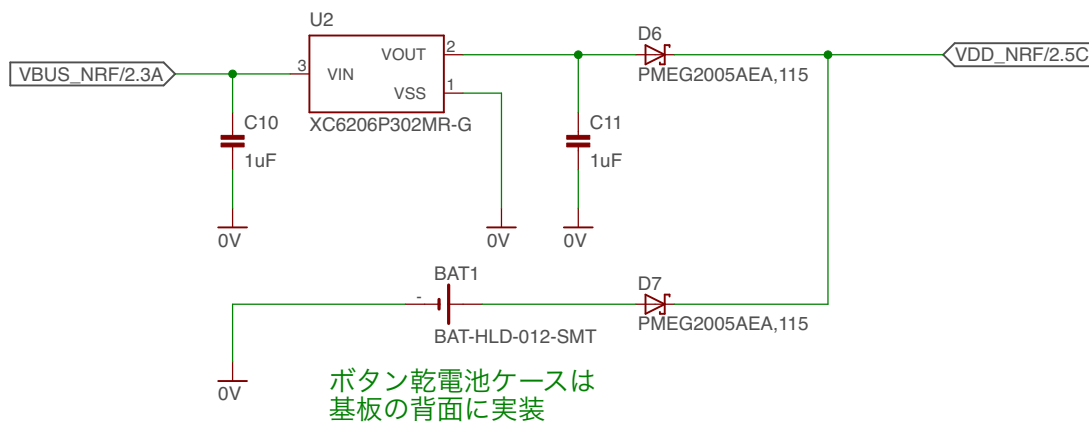 U2
D6
VBUS_NRF/2.3A
3
VIN
VOUT
2
VSS
1
XC6206P302MR-G
PMEG2005AEA,115
VDD_NRF/2.5C
C10
1uF
C11
1uF
0V
0V
0V
BAT1
-
BAT-HLD-012-SMT
D7
PMEG2005AEA,115
0V
ボタン乾電池ケースは
基板の背面に実装